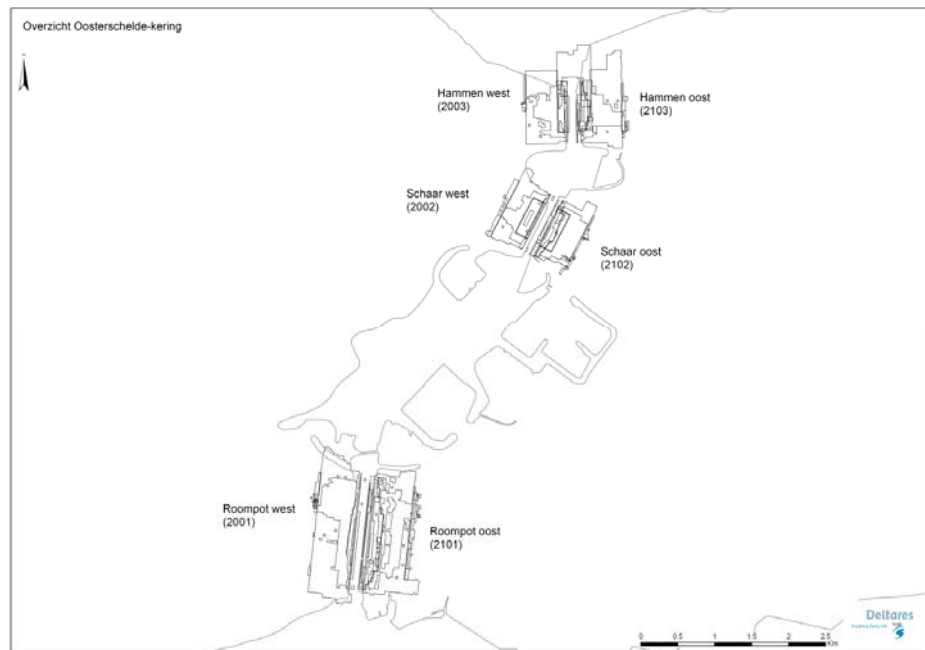 Overzicht Oosterschelde-kering
Hammen west
(2003)
Hammen oost
(2103)
Schaar west
(2002)
Schaar oost
(2102)
Roompot west
(2001)
Roompot oost
(2101)
Deltares
0 0.5 1 1.5 2 2.5